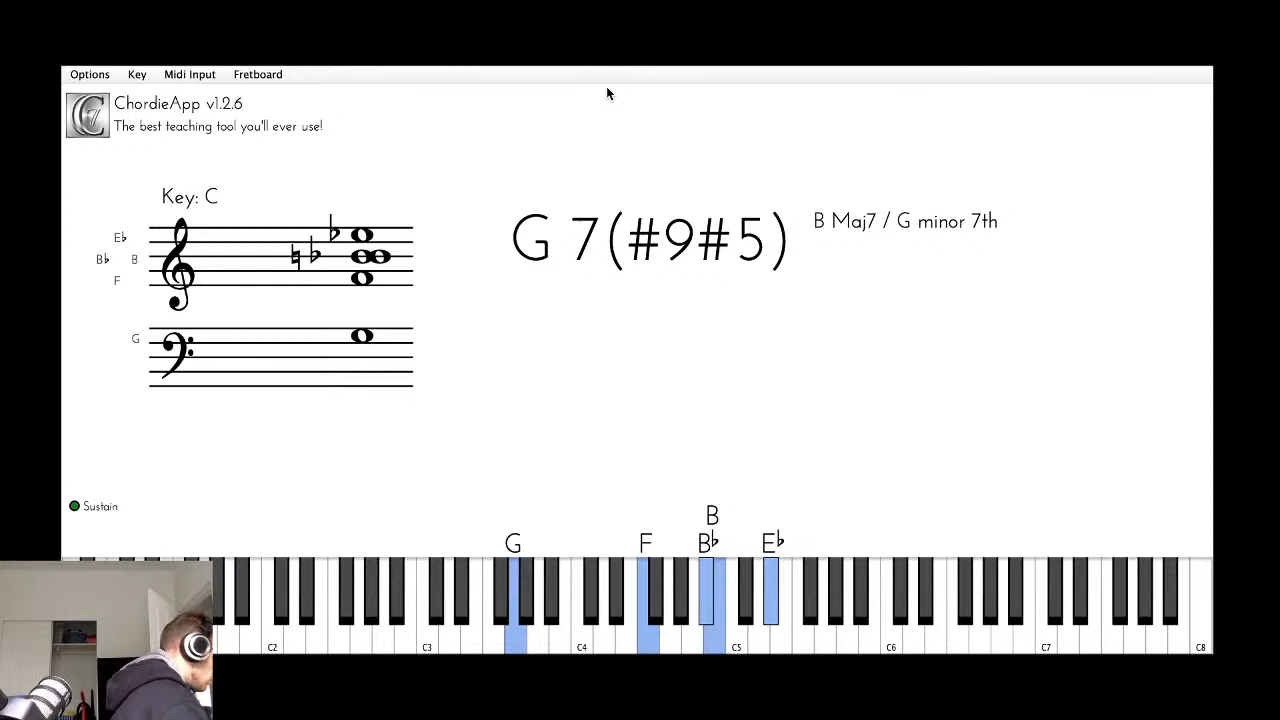 Options Key Midi Input Fretboard
ChordieApp v1.2.6
The best teaching tool you'll ever use!
Key: C
G 7(#9#5)
B Maj7 / G minor 7th
E♭
B♭ B
F
G
Sustain
B
G F B♭ E♭
C2 C3 C4 C5 C6 C7 C8